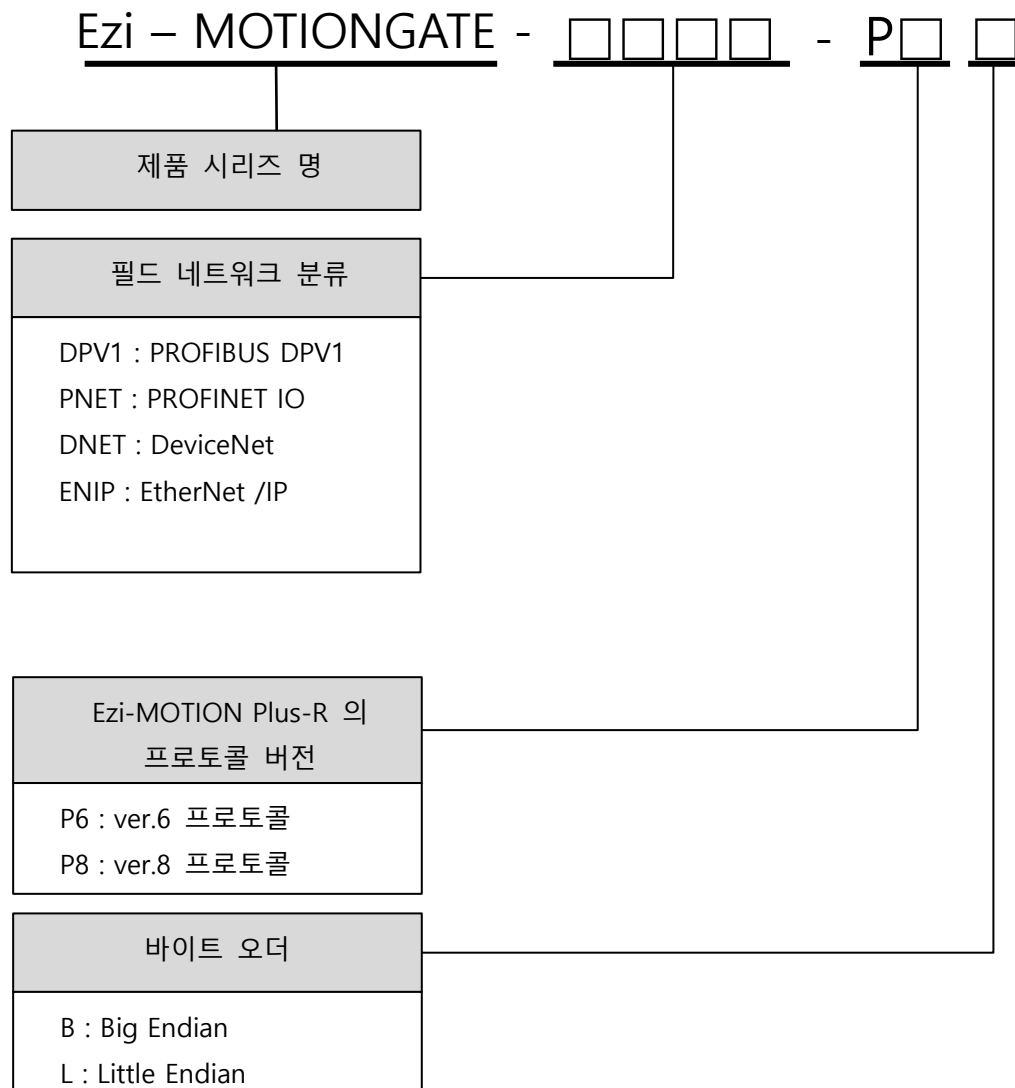 Ezi – MOTIONGATE - □□□□ - P□ □
제품 시리즈 명
필드 네트워크 분류
DPV1 : PROFIBUS DPV1
PNET : PROFINET IO
DNET : DeviceNet
ENIP : EtherNet /IP
Ezi-MOTION Plus-R 의
프로토콜 버전
P6 : ver.6 프로토콜
P8 : ver.8 프로토콜
바이트 오더
B : Big Endian
L : Little Endian